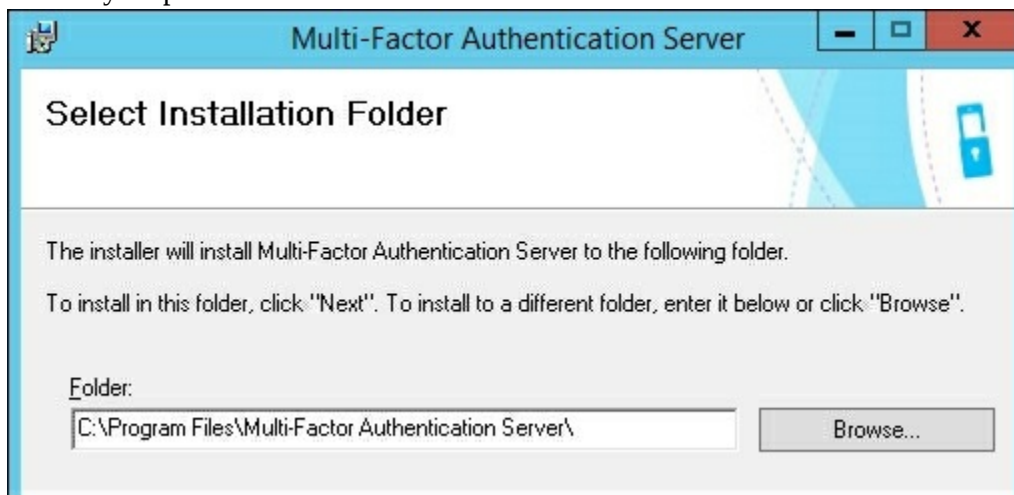 Multi-Factor Authentication Server
Select Installation Folder
The installer will install Multi-Factor Authentication Server to the following folder.
To install in this folder, click "Next". To install to a different folder, enter it below or click "Browse".
Folder:
C:\Program Files\Multi-Factor Authentication Server\
Browse...